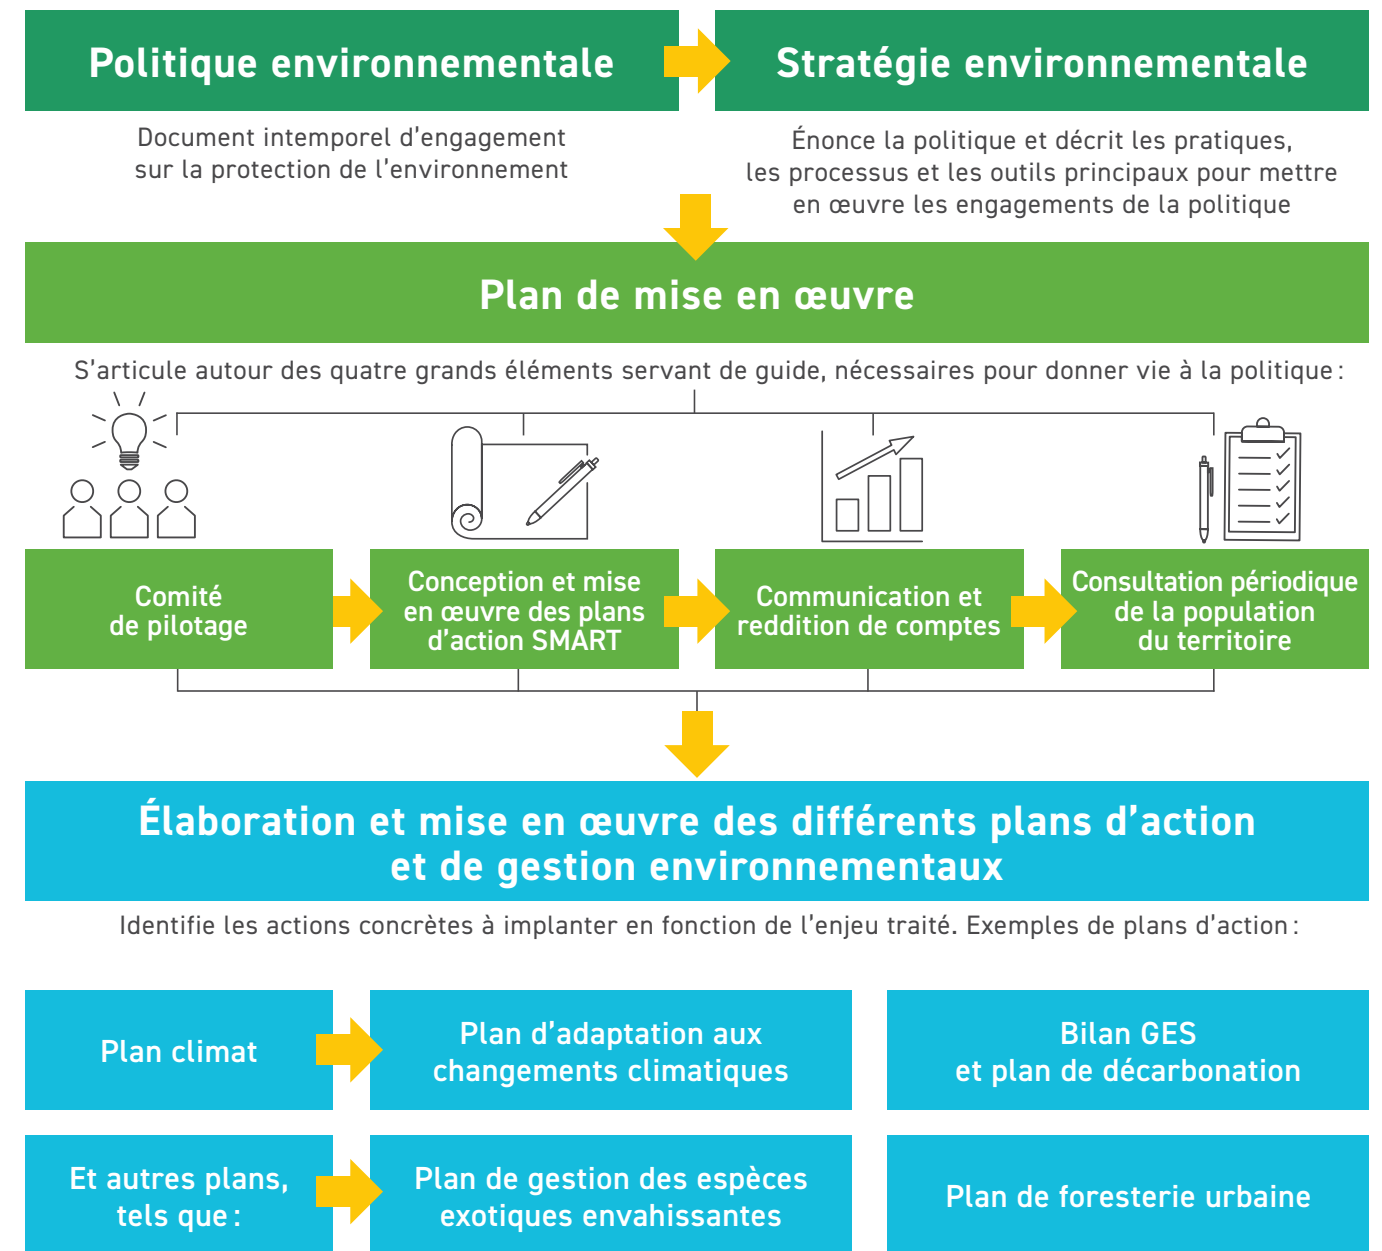 Politique environnementale
Stratégie environnementale
Document intemporel d’engagement
sur la protection de l’environnement
Énonce la politique et décrit les pratiques,
les processus et les outils principaux pour mettre
en œuvre les engagements de la politique
Plan de mise en œuvre
S’articule autour des quatre grands éléments servant de guide, nécessaires pour donner vie à la politique :
Comité
de pilotage
Conception et mise
en œuvre des plans
d’action SMART
Communication et
reddition de comptes
Consultation périodique
de la population
du territoire
Élaboration et mise en œuvre des différents plans d’action
et de gestion environnementaux
Identifie les actions concrètes à implanter en fonction de l’enjeu traité. Exemples de plans d’action :
Plan climat
Plan d’adaptation aux
changements climatiques
Bilan GES
et plan de décarbonation
Et autres plans,
tels que :
Plan de gestion des espèces
exotiques envahissantes
Plan de foresterie urbaine